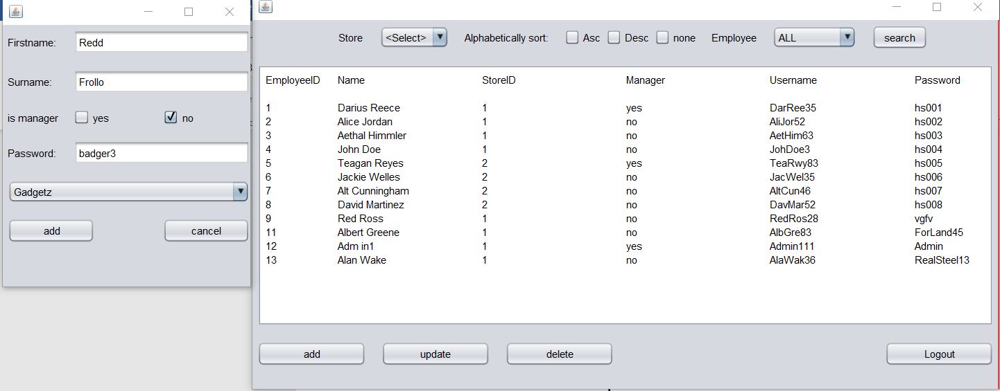 Firstname: Redd
Surname: Frollo
is manager yes no
Password: badger3
Gadgetz
add cancel
Store <Select> Alphabetically sort: Asc Desc none Employee ALL search
EmployeeID Name StoreID Manager Username Password
1 Darius Reece 1 yes DarRee35 hs001
2 Alice Jordan 1 no AliJor52 hs002
3 Aethal Himmler 1 no AetHim63 hs003
4 John Doe 1 no JohDoe3 hs004
5 Teagan Reyes 2 yes TeaRwy83 hs005
6 Jackie Welles 2 no JacWel35 hs006
7 Alt Cunningham 2 no AltCun46 hs007
8 David Martinez 2 no DavMar52 hs008
9 Red Ross 1 no RedRos28 vgfv
11 Albert Greene 1 no AlbGre83 ForLand45
12 Adm in1 1 yes Admin111 Admin
13 Alan Wake 1 no AlaWak36 RealSteel13
add update delete Logout